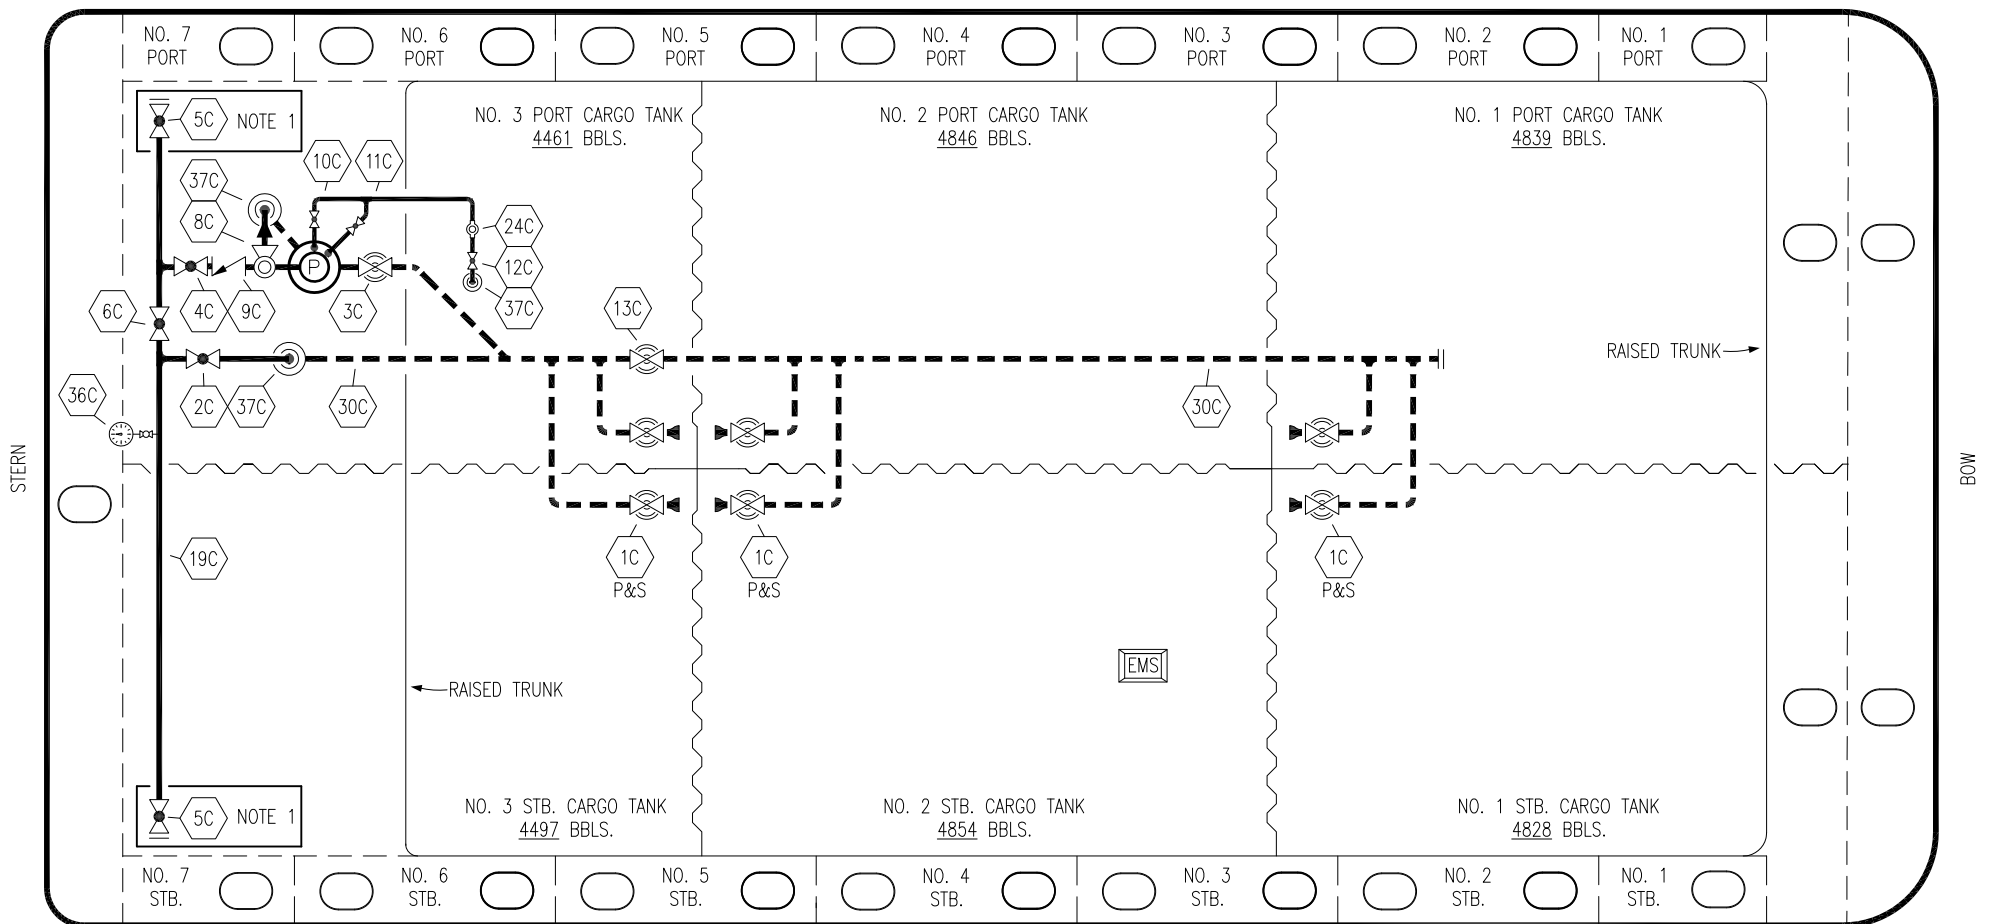 NO. 7
PORT
NO. 6
PORT
NO. 5
PORT
NO. 4
PORT
NO. 3
PORT
NO. 2
PORT
NO. 1
PORT
5C NOTE 1
NO. 3 PORT CARGO TANK
4461 BBLS.
NO. 2 PORT CARGO TANK
4846 BBLS.
NO. 1 PORT CARGO TANK
4839 BBLS.
10C
11C
37C
8C
24C
12C
37C
P
6C
4C
9C
3C
13C
RAISED TRUNK
36C
2C
37C
30C
30C
STERN
BOW
19C
1C
P&S
1C
P&S
1C
P&S
EMS
RAISED TRUNK
5C NOTE 1
NO. 3 STB. CARGO TANK
4497 BBLS.
NO. 2 STB. CARGO TANK
4854 BBLS.
NO. 1 STB. CARGO TANK
4828 BBLS.
NO. 7
STB.
NO. 6
STB.
NO. 5
STB.
NO. 4
STB.
NO. 3
STB.
NO. 2
STB.
NO. 1
STB.